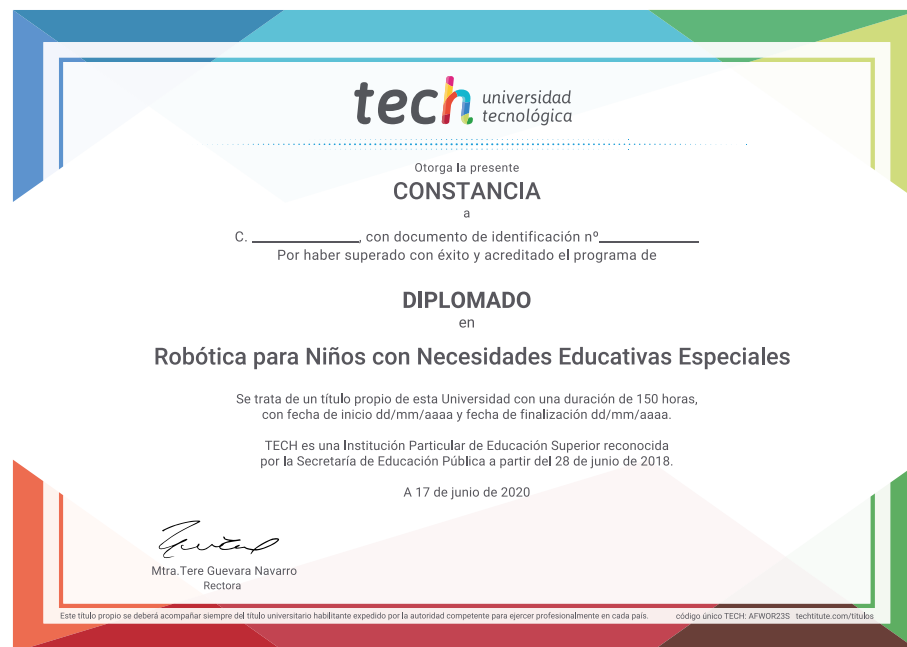 tech universidad
tecnológica
Otorga la presente
CONSTANCIA
a
C. ____________, con documento de identificación nº____________
Por haber superado con éxito y acreditado el programa de
DIPLOMADO
en
Robótica para Niños con Necesidades Educativas Especiales
Se trata de un título propio de esta Universidad con una duración de 150 horas,
con fecha de inicio dd/mm/aaaa y fecha de finalización dd/mm/aaaa.
TECH es una Institución Particular de Educación Superior reconocida
por la Secretaría de Educación Pública a partir del 28 de junio de 2018.
A 17 de junio de 2020
Mtra.Tere Guevara Navarro
Rectora
Este título propio se deberá acompañar siempre del título universitario habilitante expedido por la autoridad competente para ejercer profesionalmente en cada país. código único TECH: AFWOR23S techtitute.com/titulos